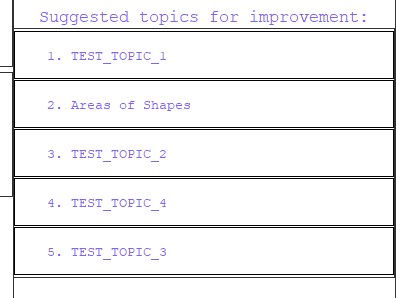 Suggested topics for improvement:
1. TEST_TOPIC_1
2. Areas of Shapes
3. TEST_TOPIC_2
4. TEST_TOPIC_4
5. TEST_TOPIC_3